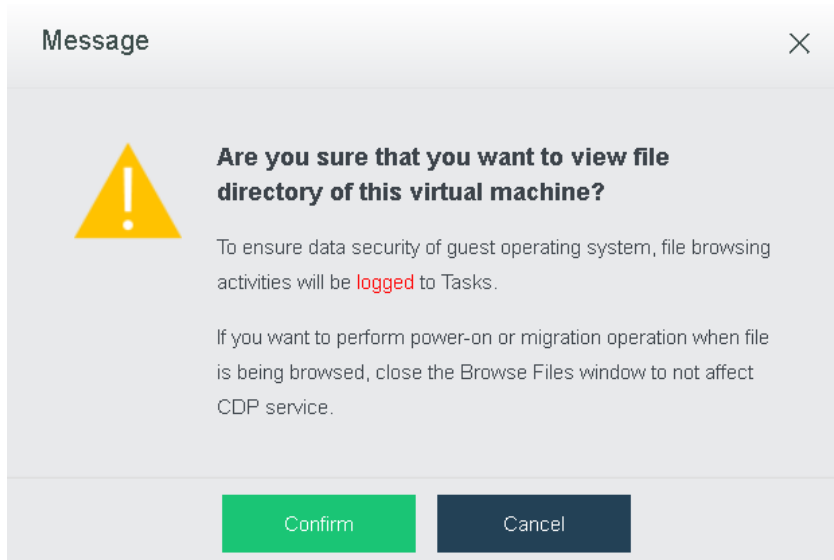 Message
Are you sure that you want to view file
directory of this virtual machine?
To ensure data security of guest operating system, file browsing
activities will be logged to Tasks.
If you want to perform power-on or migration operation when file
is being browsed, close the Browse Files window to not affect
CDP service.
Confirm
Cancel